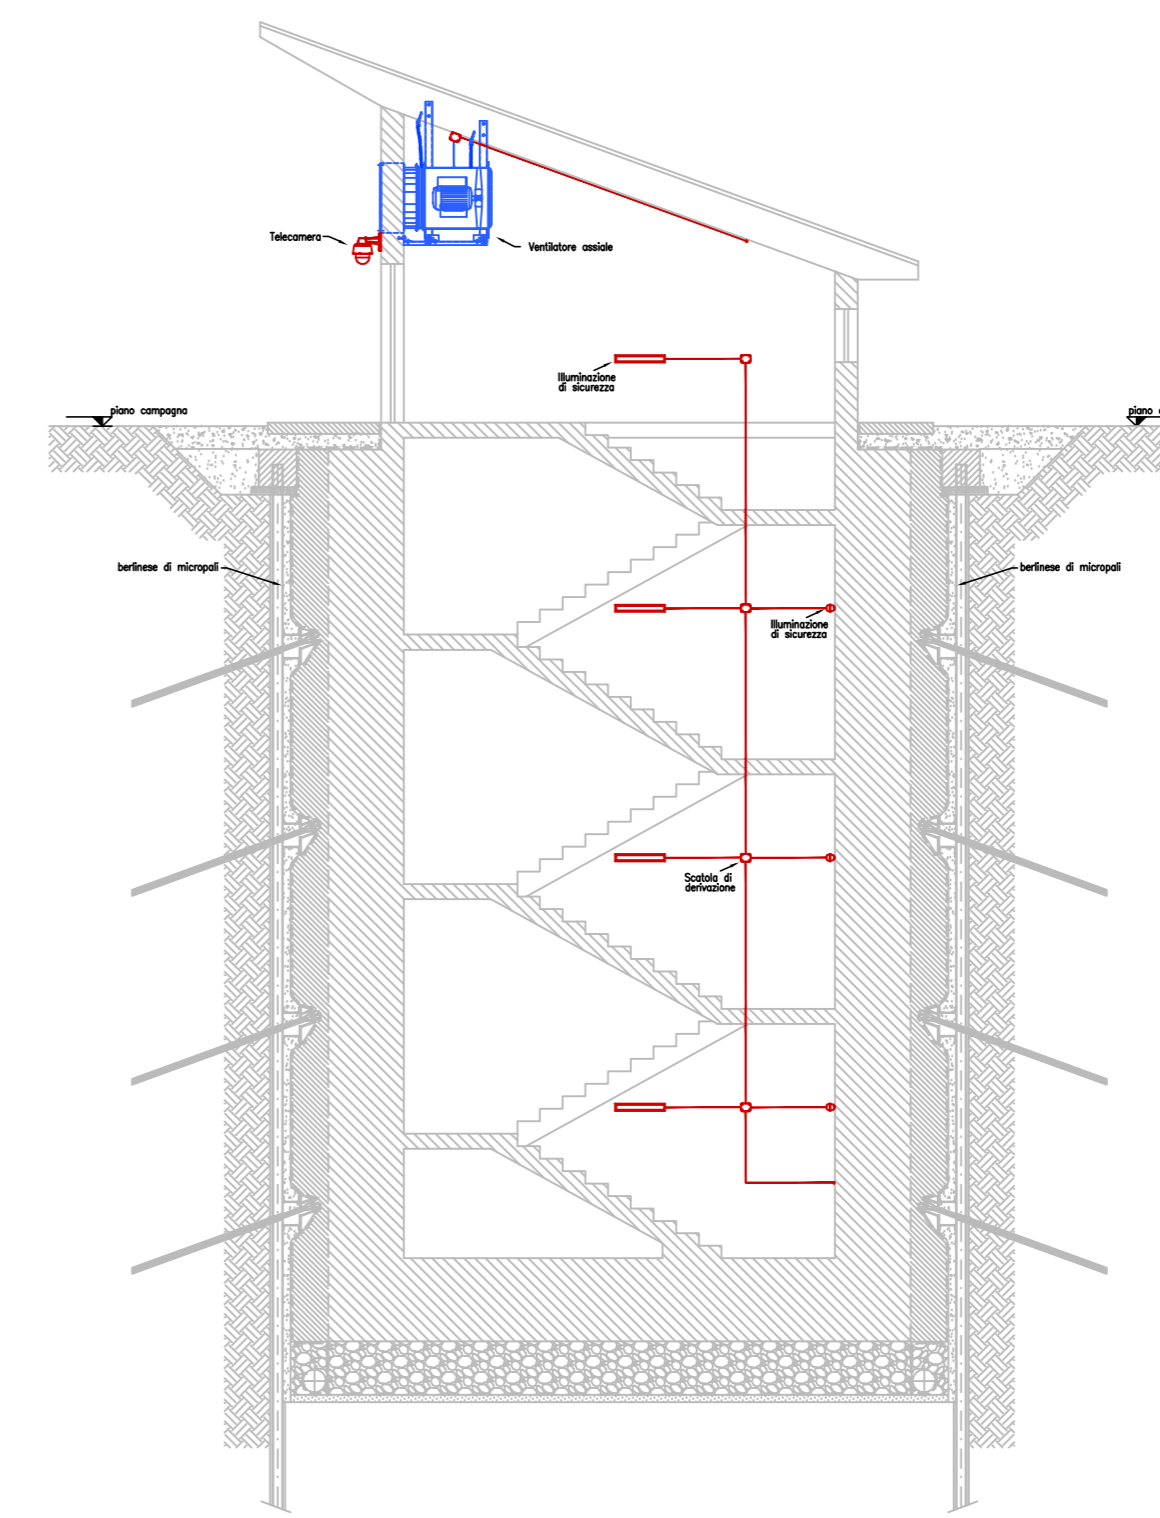 Telecamera
Ventilatore assiale
Illuminazione
di sicurezza
piano campagna
piano
berlinese di micropali
berlinese di micropali
Illuminazione
di sicurezza
Scatola di
derivazione